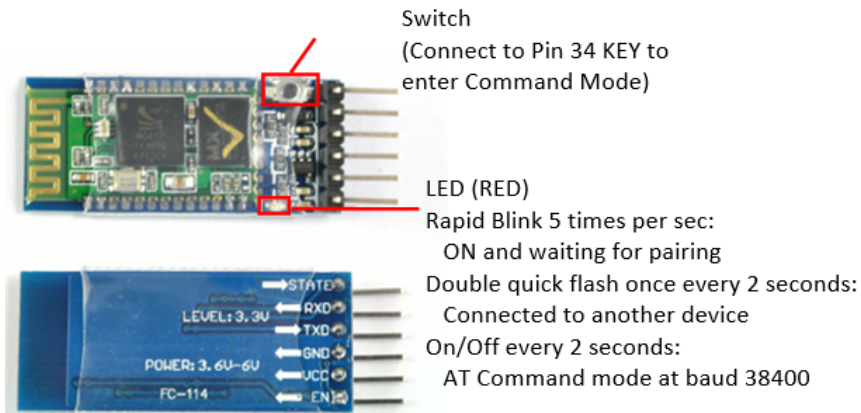 Switch
(Connect to Pin 34 KEY to
enter Command Mode)
LED (RED)
Rapid Blink 5 times per sec:
ON and waiting for pairing
Double quick flash once every 2 seconds:
Connected to another device
On/Off every 2 seconds:
AT Command mode at baud 38400
STATE
RXD
LEVEL:3.3V
TXD
GND
POWER:3.6V-6V
VCC
FC-114
EN